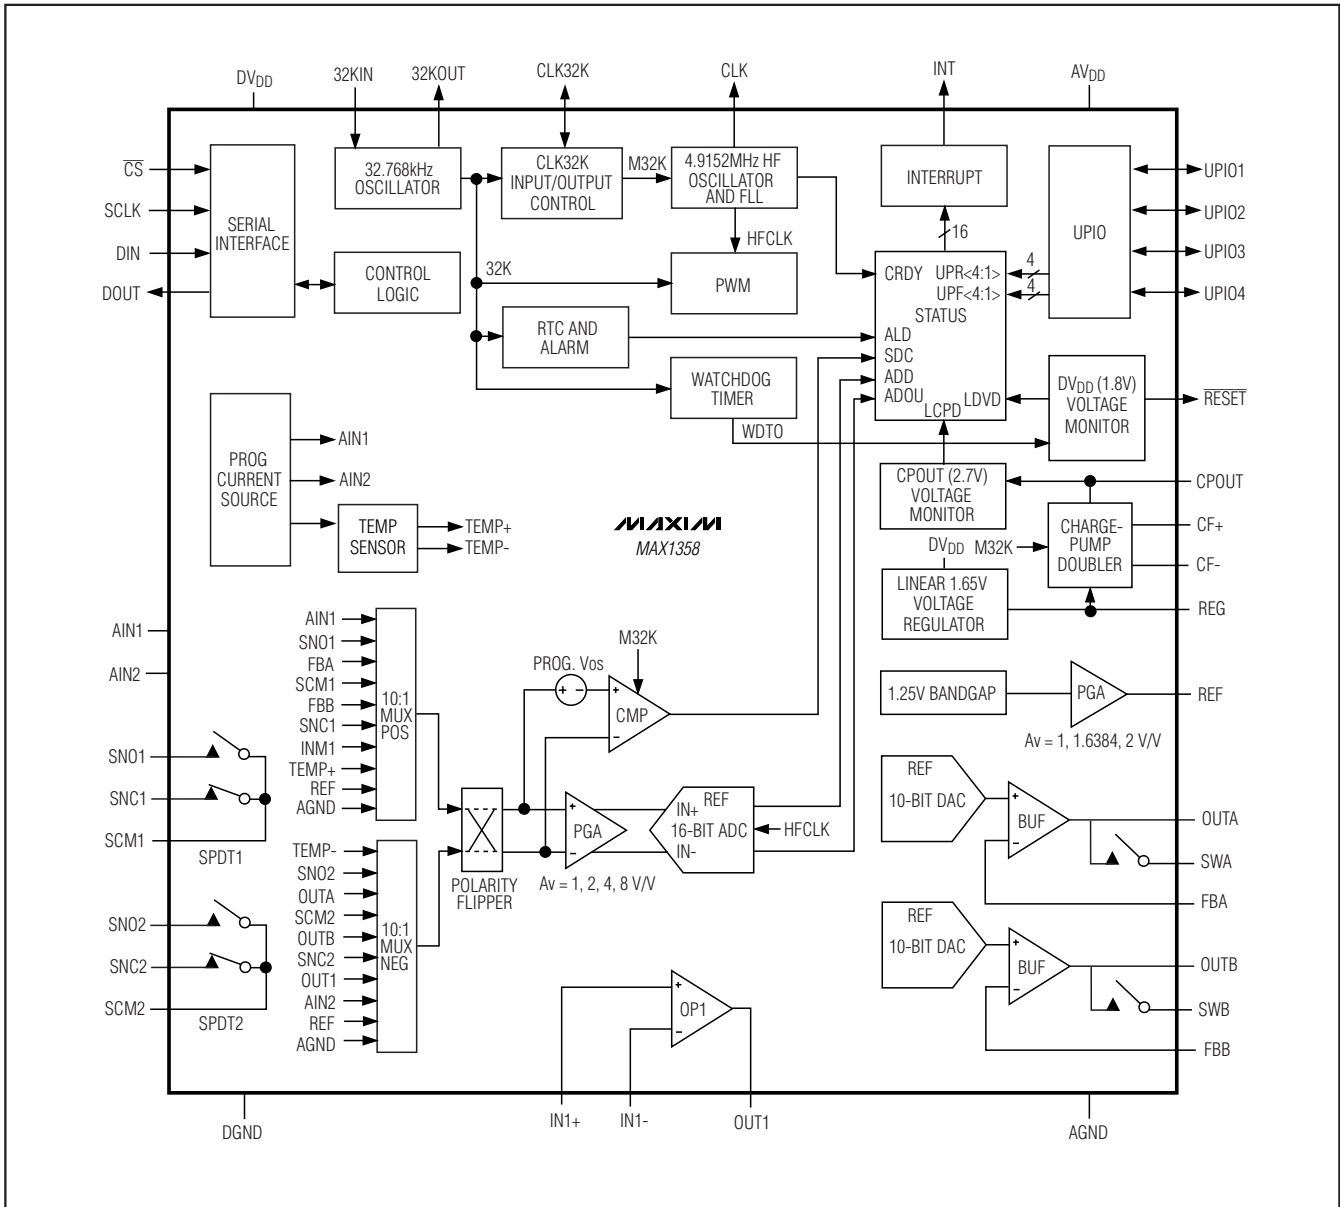 DVDD
32KIN
32KOUT
CLK32K
CLK
INT
AVDD
CS
SCLK
DIN
DOUT
SERIAL
INTERFACE
32.768kHz
OSCILLATOR
CLK32K
INPUT/OUTPUT
CONTROL
M32K
4.9152MHz HF
OSCILLATOR
AND FLL
HFCLK
INTERRUPT
16
UPIO
UPIO1
UPIO2
UPIO3
UPIO4
CONTROL
LOGIC
32K
PWM
CRDY
UPR<4:1>
4
UPF<4:1>
4
STATUS
ALD
SDC
ADD
ADOU
LCPD
LDVD
RTC AND
ALARM
WATCHDOG
TIMER
WDTO
DVDD (1.8V)
VOLTAGE
MONITOR
RESET
PROG
CURRENT
SOURCE
AIN1
AIN2
TEMP
SENSOR
TEMP+
TEMP-
MAXIM
MAX1358
CPOUT (2.7V)
VOLTAGE
MONITOR
CPOUT
CHARGE-
PUMP
DOUBLER
CF+
CF-
DVDD
M32K
LINEAR 1.65V
VOLTAGE
REGULATOR
REG
AIN1
AIN2
AIN1
SNO1
FBA
SCM1
FBB
SNC1
INM1
TEMP+
REF
AGND
10:1
MUX
POS
M32K
PROG. Vos
+ −
+
−
CMP
1.25V BANDGAP
PGA
REF
Av = 1, 1.6384, 2 V/V
SNO1
SNC1
SCM1
SPDT1
TEMP-
SNO2
OUTA
SCM2
OUTB
SNC2
OUT1
AIN2
REF
AGND
10:1
MUX
NEG
POLARITY
FLIPPER
+
−
PGA
Av = 1, 2, 4, 8 V/V
IN+
REF
16-BIT ADC
IN-
HFCLK
REF
10-BIT DAC
+
−
BUF
OUTA
SWA
FBA
SNO2
SNC2
SCM2
SPDT2
REF
10-BIT DAC
+
−
BUF
OUTB
SWB
FBB
+
−
OP1
DGND
IN1+
IN1-
OUT1
AGND